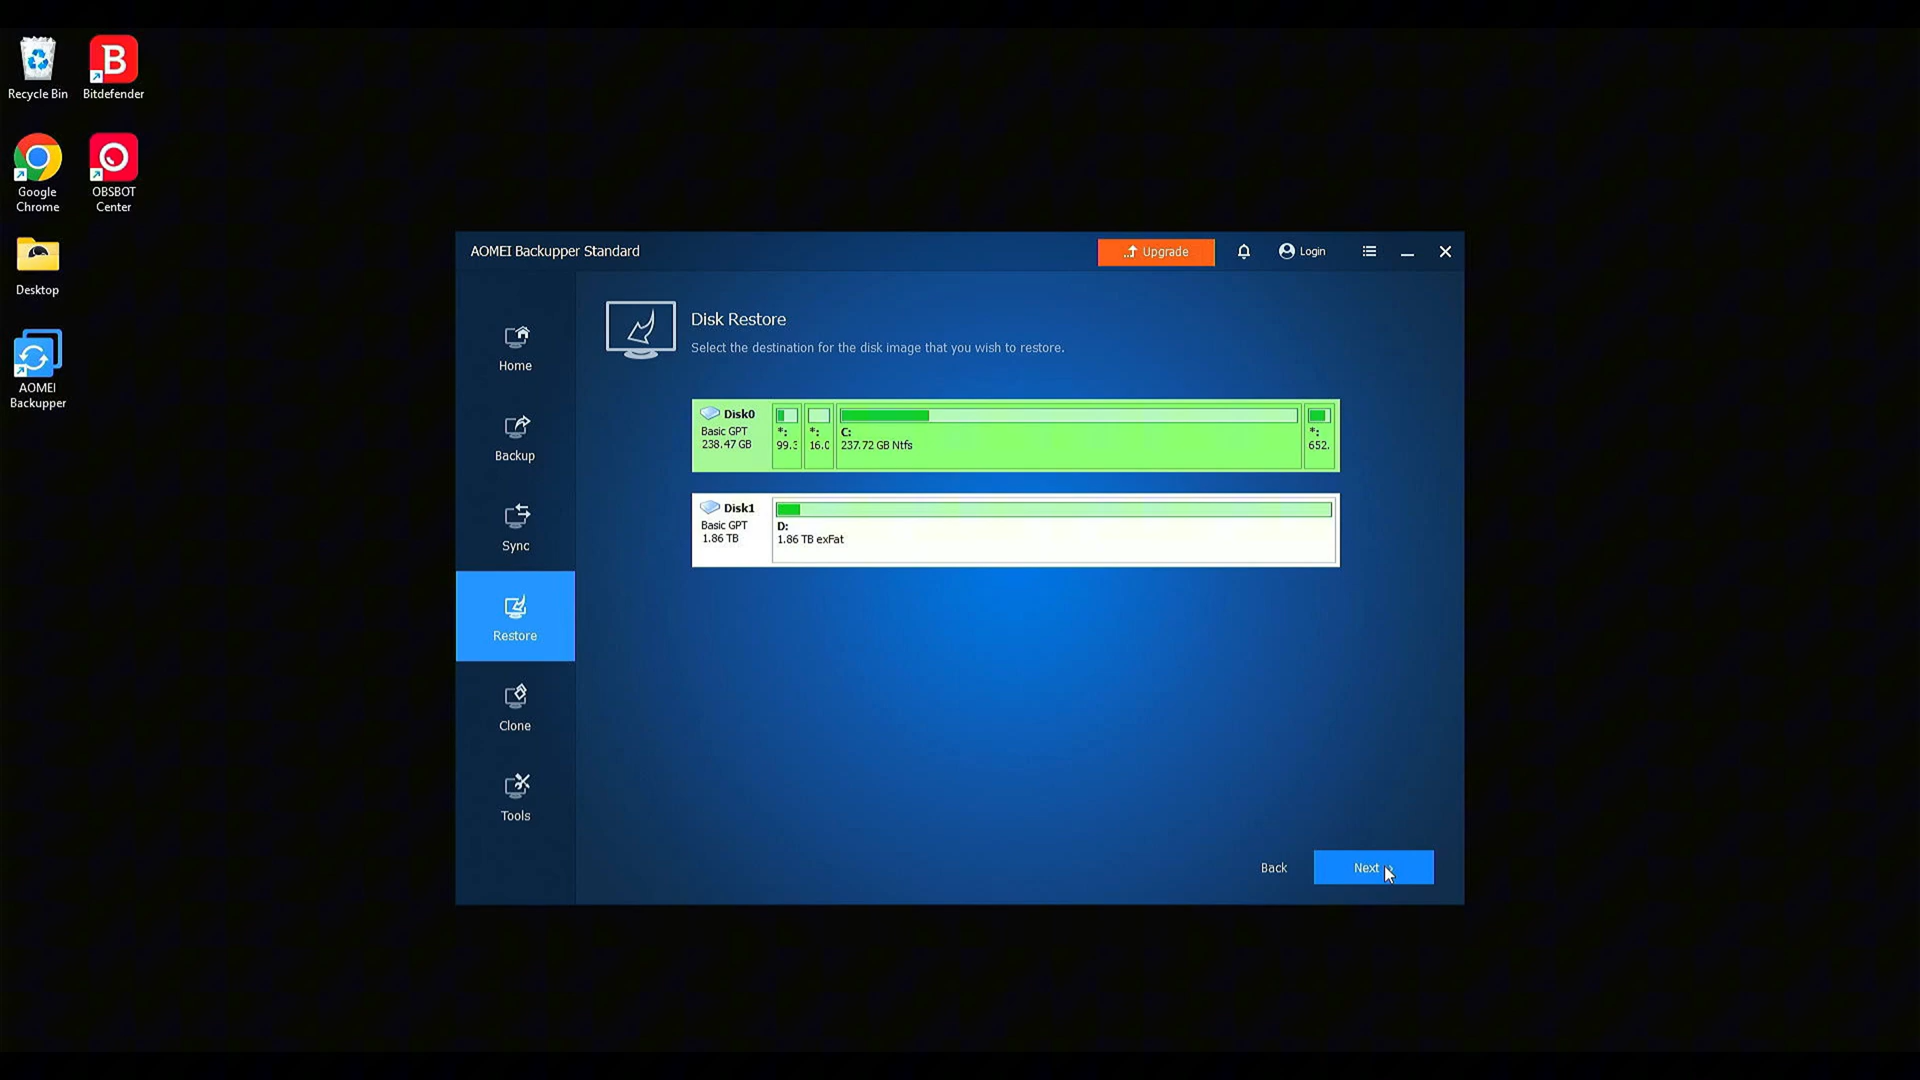 Recycle Bin
Bitdefender
Google
Chrome
OBSBOT
Center
Desktop
AOMEI
Backupper
AOMEI Backupper Standard
Upgrade
Login
Home
Backup
Sync
Restore
Clone
Tools
Disk Restore
Select the destination for the disk image that you wish to restore.
Disk0
Basic GPT
238.47 GB
*:
99.
*:
16.0
C:
237.72 GB Ntfs
*:
652.
Disk1
Basic GPT
1.86 TB
D:
1.86 TB exFat
Back
Next